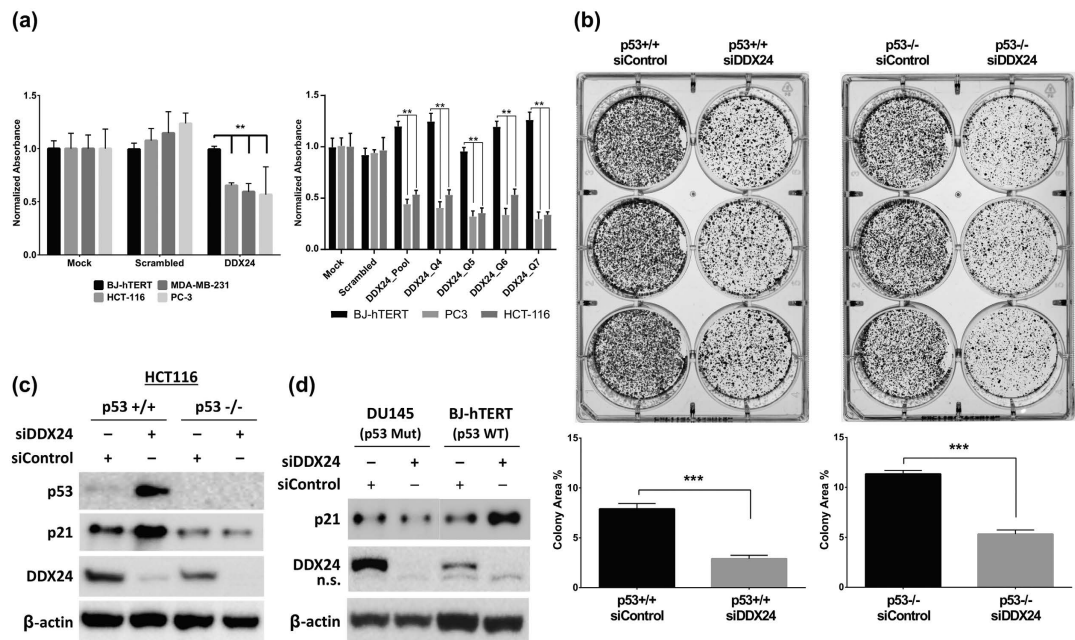 (a)
Normalized Absorbance
1.5
1.0
0.5
0.0
**
Mock
Scrambled
DDX24
BJ-hTERT
MDA-MB-231
HCT-116
PC-3
Normalized Absorbance
1.5
1.0
0.5
0.0
**
**
**
**
**
Mock
Scrambled
DDX24_Pool
DDX24_Q4
DDX24_Q5
DDX24_Q6
DDX24_Q7
BJ-hTERT
PC3
HCT-116
(b)
p53+/+
siControl
p53+/+
siDDX24
p53-/-
siControl
p53-/-
siDDX24
Colony Area %
15
10
5
0
***
p53+/+
siControl
p53+/+
siDDX24
Colony Area %
15
10
5
0
***
p53-/-
siControl
p53-/-
siDDX24
(c)
HCT116
p53 +/+
p53 -/-
siDDX24 – + – +
siControl + – + –
p53
p21
DDX24
β-actin
(d)
DU145
(p53 Mut)
BJ-hTERT
(p53 WT)
siDDX24 – + – +
siControl + – + –
p21
DDX24
n.s.
β-actin